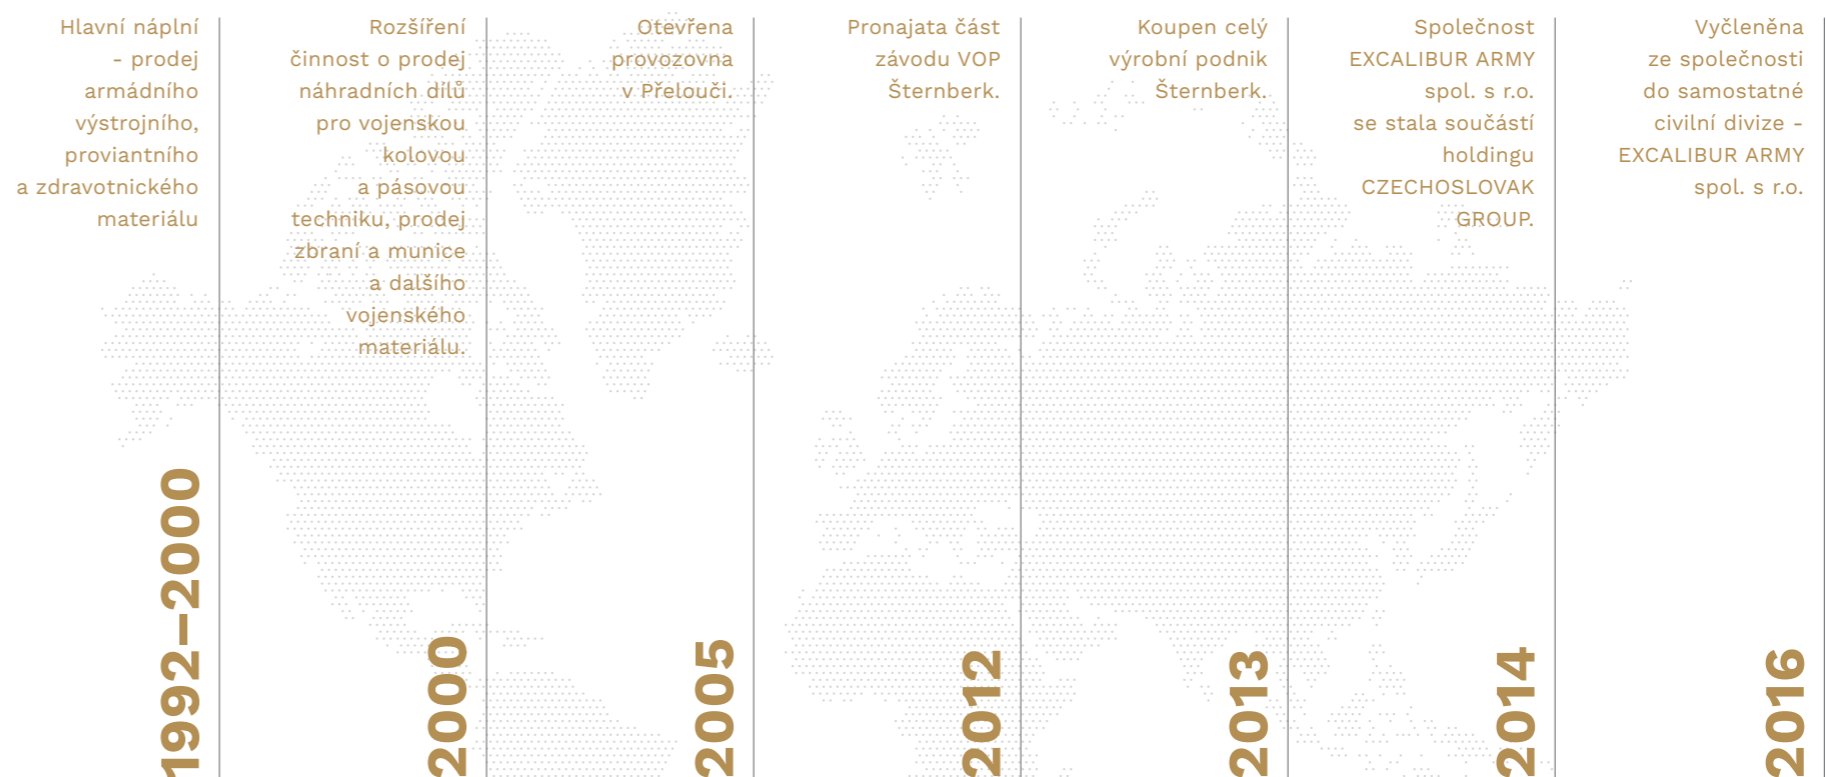 Hlavní náplní
- prodej
armádního
výstrojního,
proviantního
a zdravotnického
materiálu
1992–2000
Rozšíření
činnost o prodej
náhradních dílů
pro vojenskou
kolovou
a pásovou
techniku, prodej
zbraní a munice
a dalšího
vojenského
materiálu.
2000
Otevřena
provozovna
v Přelouči.
2005
Pronajata část
závodu VOP
Šternberk.
2012
Koupen celý
výrobní podnik
Šternberk.
2013
Společnost
EXCALIBUR ARMY
spol. s r.o.
se stala součástí
holdingu
CZECHOSLOVAK
GROUP.
2014
Vyčleněna
ze společnosti
do samostatné
civilní divize -
EXCALIBUR ARMY
spol. s r.o.
2016